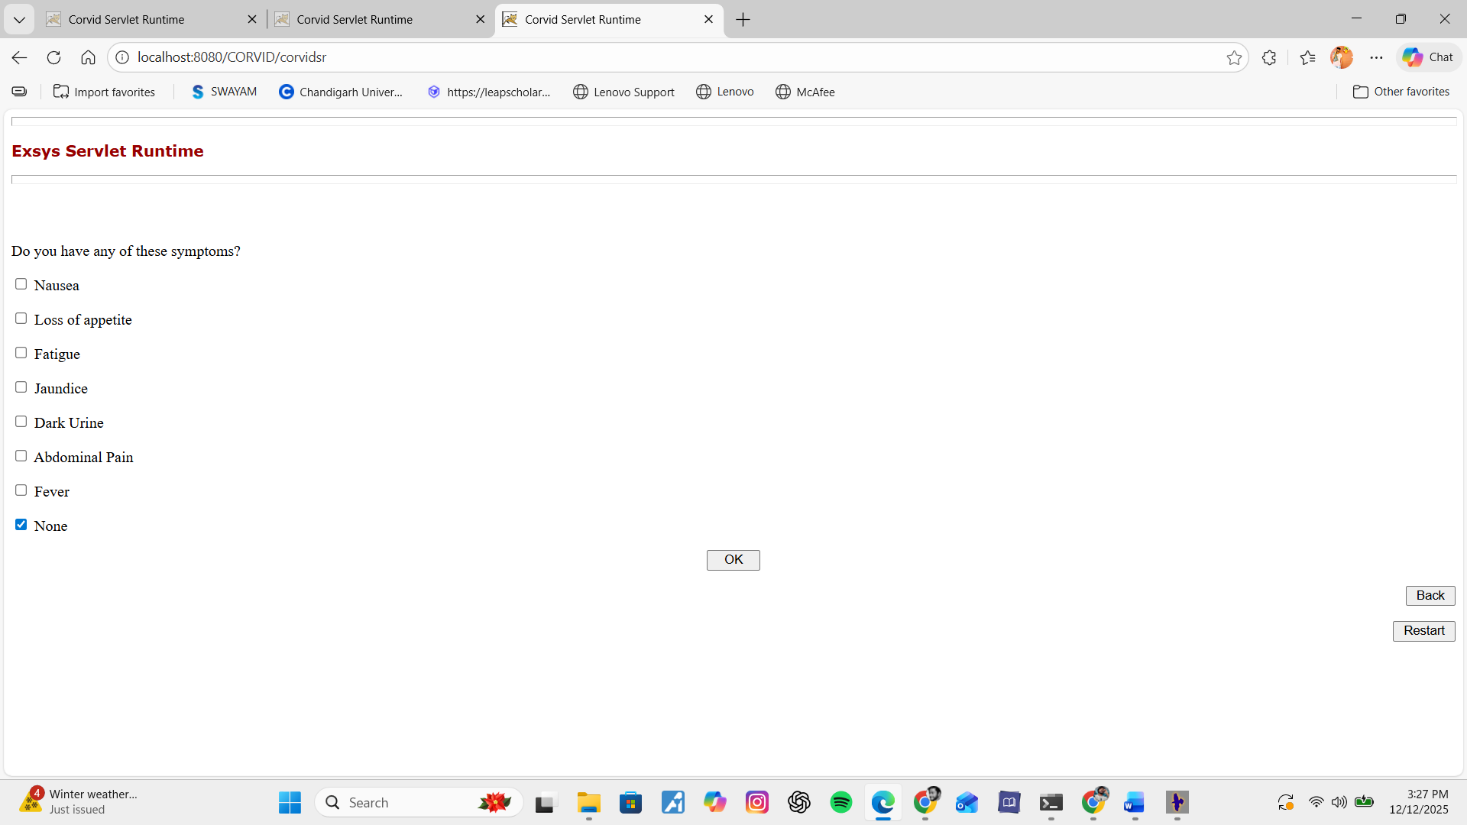 Corvid Servlet Runtime
Corvid Servlet Runtime
Corvid Servlet Runtime
localhost:8080/CORVID/corvidsr
Chat
Import favorites
SWAYAM
Chandigarh Univer...
https://leapscholar...
Lenovo Support
Lenovo
McAfee
Other favorites
Exsys Servlet Runtime
Do you have any of these symptoms?
Nausea
Loss of appetite
Fatigue
Jaundice
Dark Urine
Abdominal Pain
Fever
None
OK
Back
Restart
4
Winter weather...
Just issued
Search
3:27 PM
12/12/2025